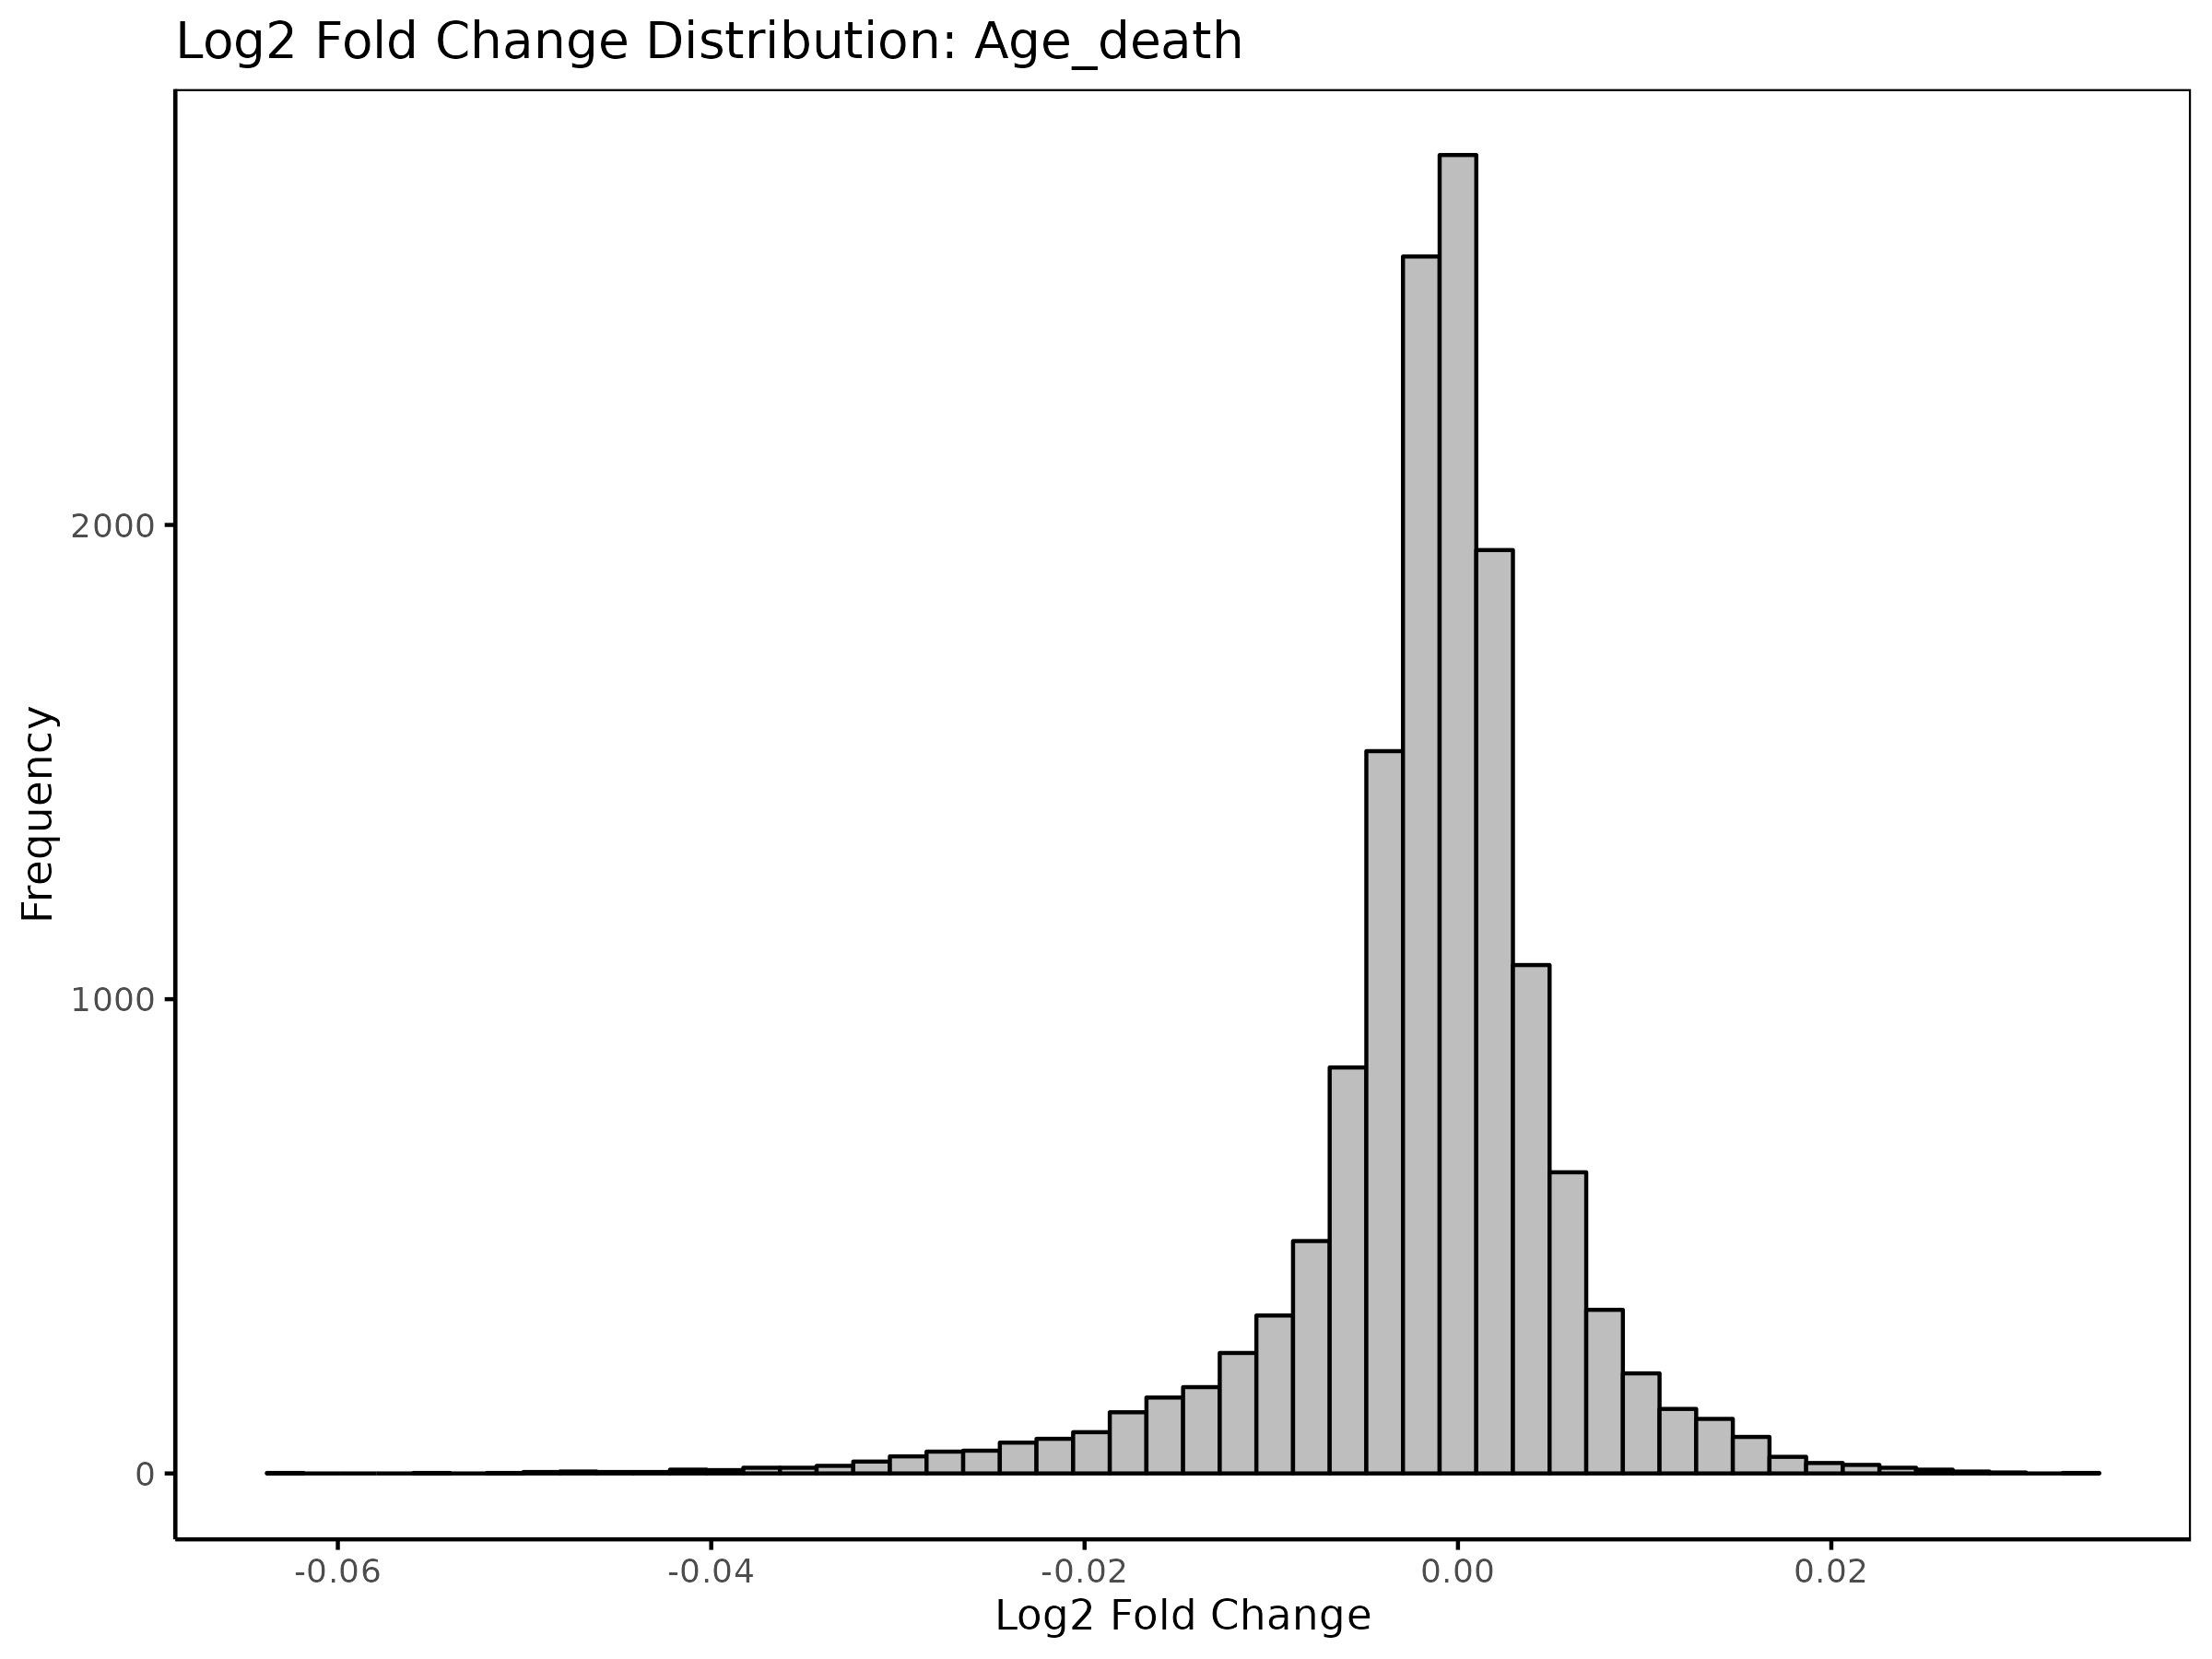 Log2 Fold Change Distribution: Age_death
Frequency
2000
1000
0
-0.06 -0.04 -0.02 0.00 0.02
Log2 Fold Change